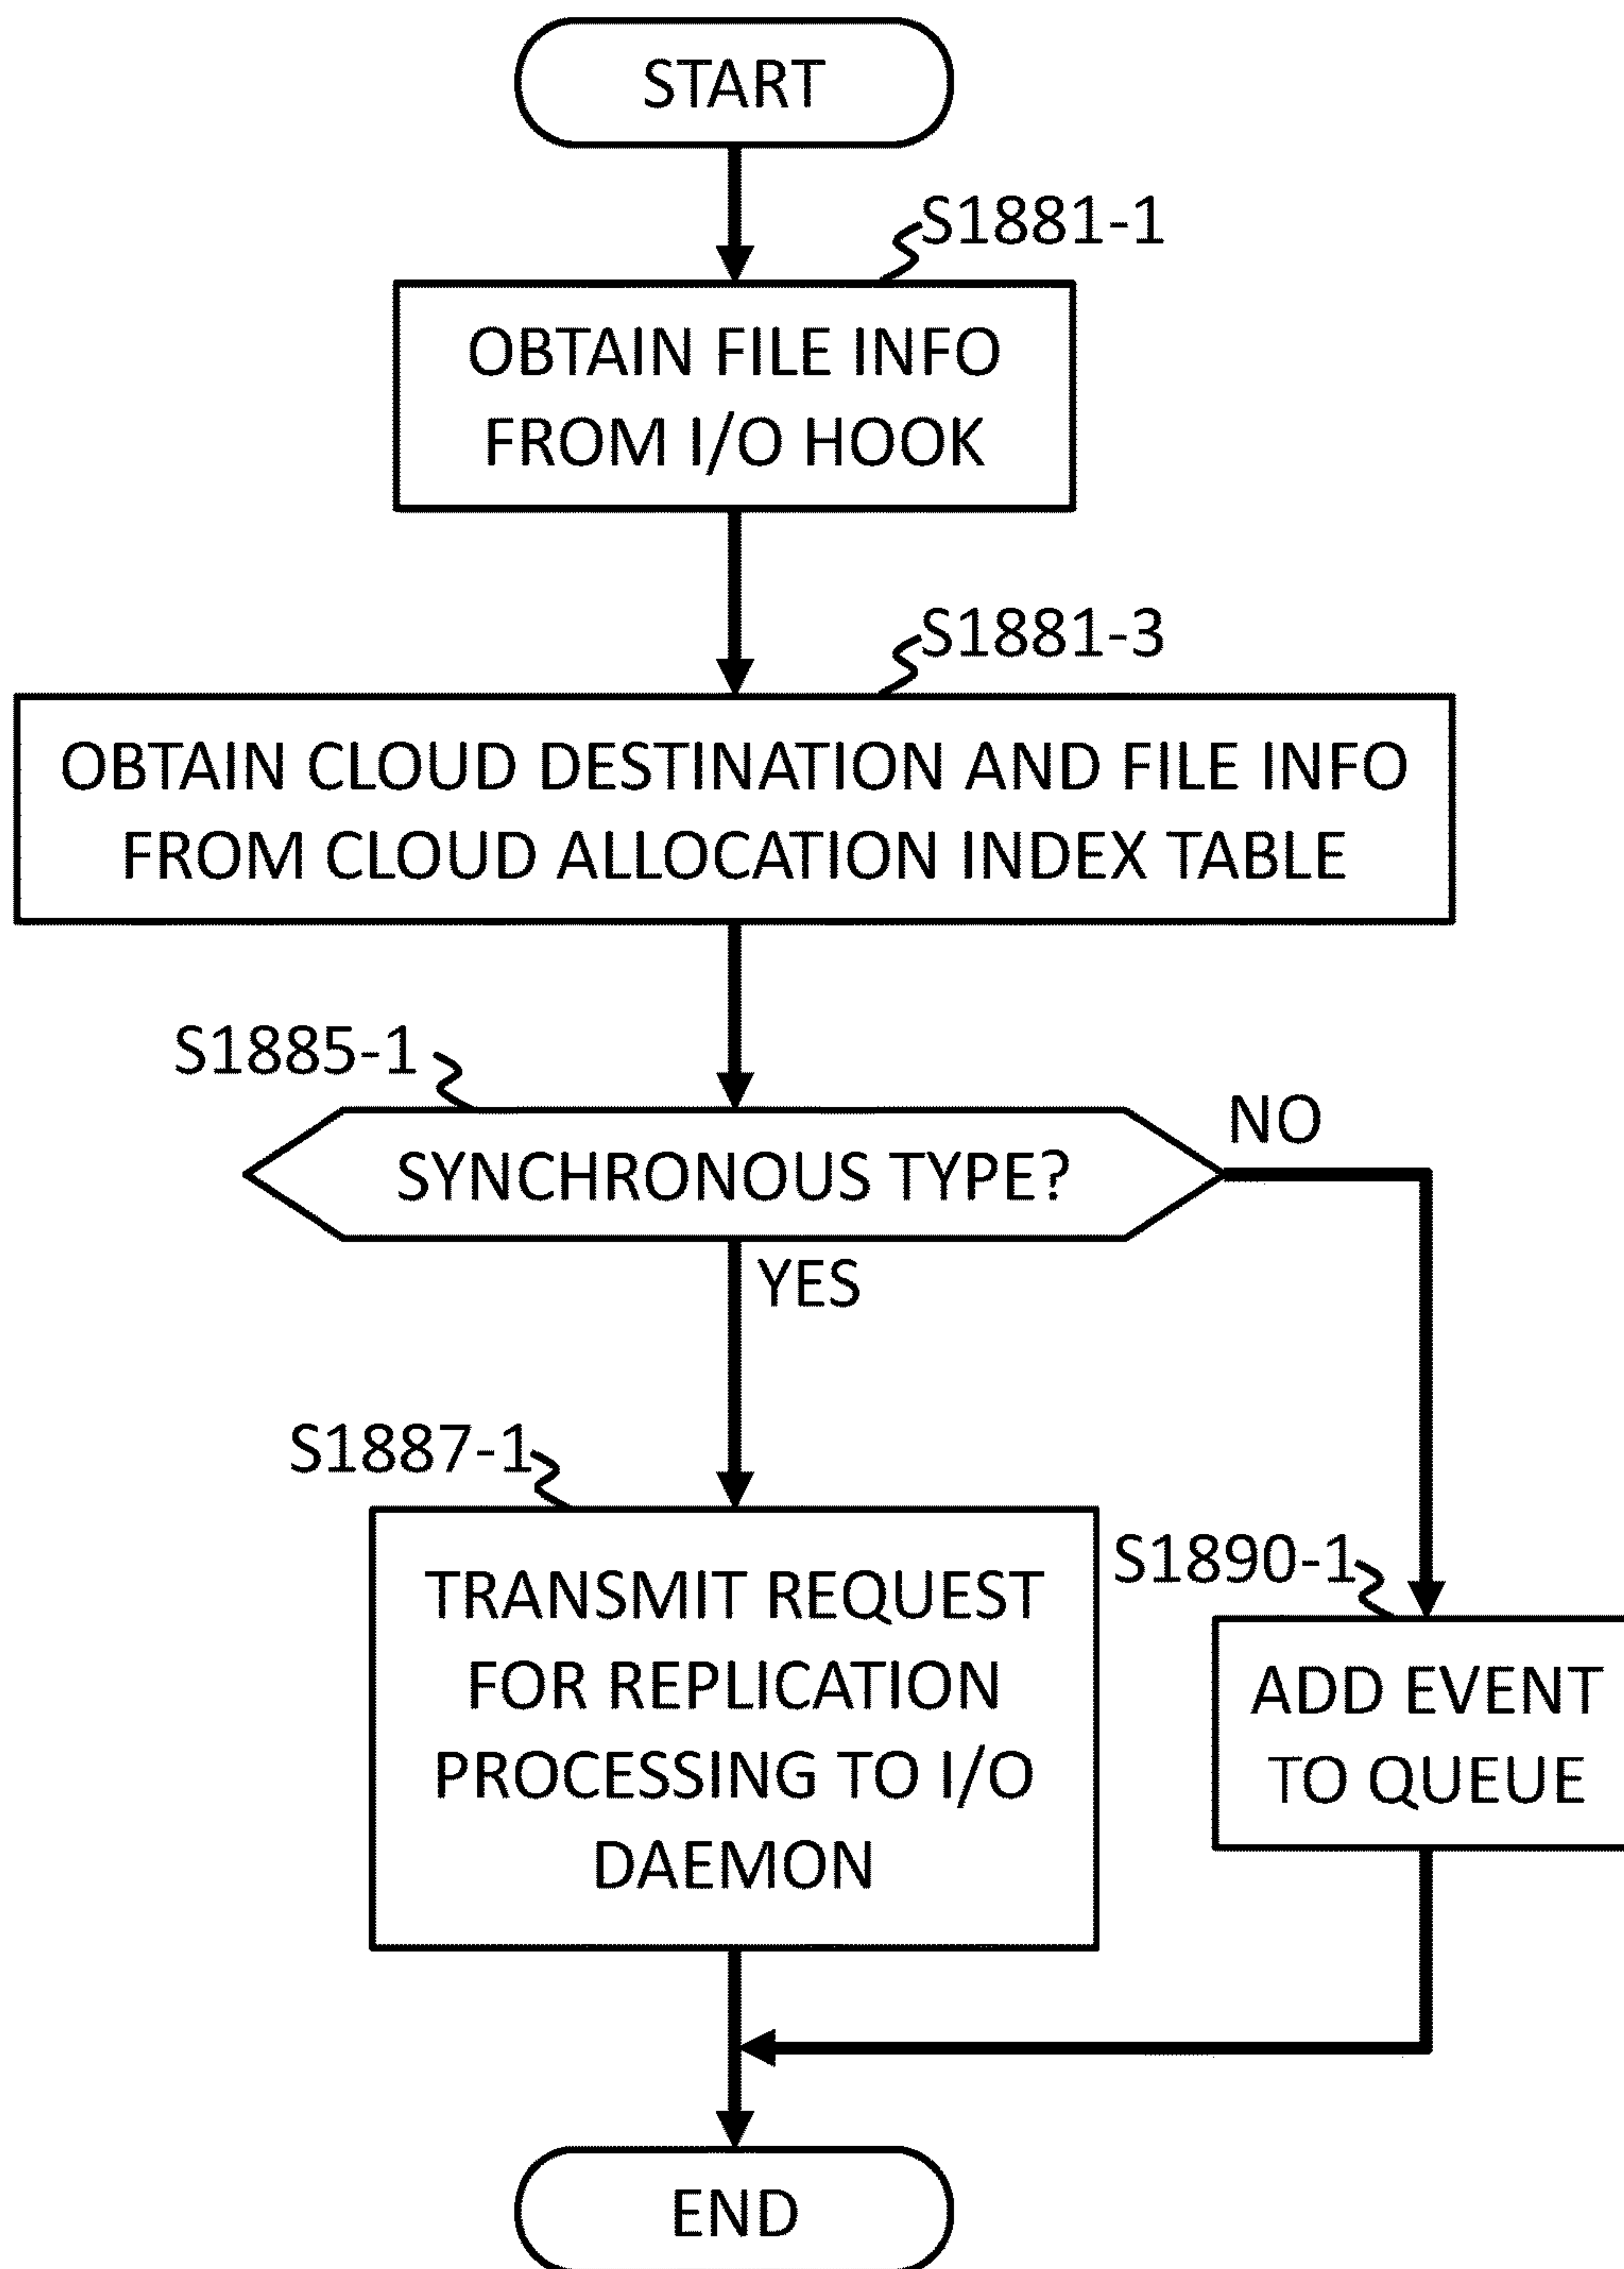 START
S1881-1
OBTAIN FILE INFO
FROM I/O HOOK
S1881-3
OBTAIN CLOUD DESTINATION AND FILE INFO
FROM CLOUD ALLOCATION INDEX TABLE
S1885-1
SYNCHRONOUS TYPE?
NO
YES
S1887-1
TRANSMIT REQUEST
FOR REPLICATION
PROCESSING TO I/O
DAEMON
S1890-1
ADD EVENT
TO QUEUE
END